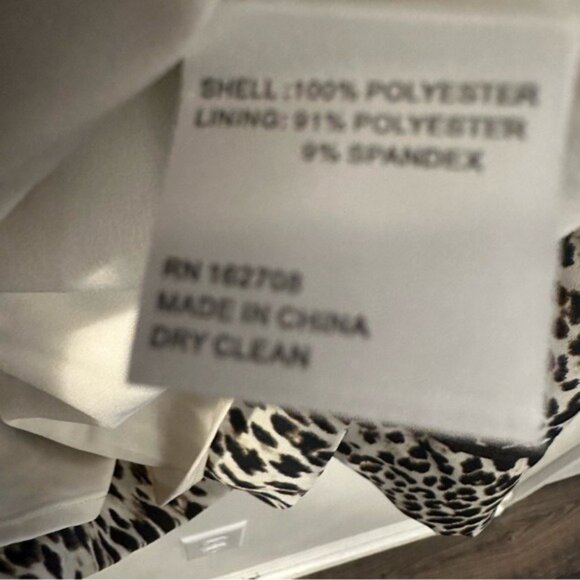 SHELL:100% POLYESTER
LINING: 91% POLYESTER
9% SPANDEX
RN 162708
MADE IN CHINA
DRY CLEAN